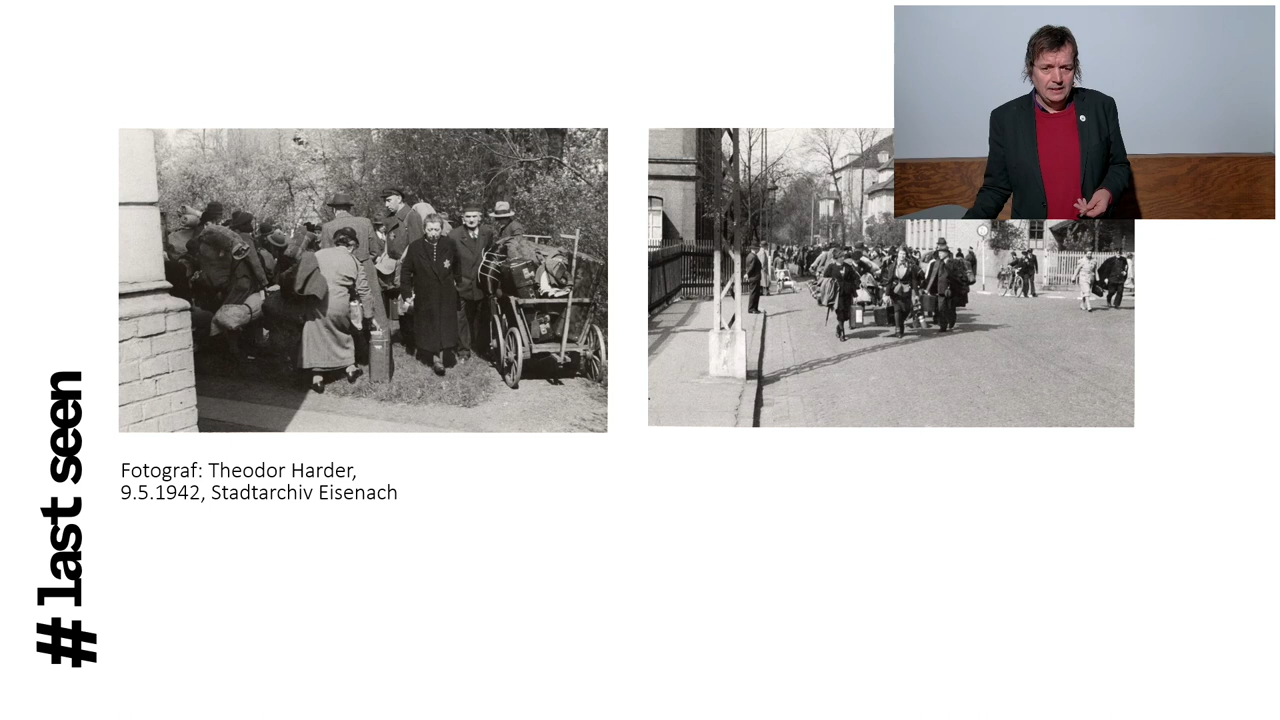 # last seen
Fotograf: Theodor Harder,
9.5.1942, Stadtarchiv Eisenach